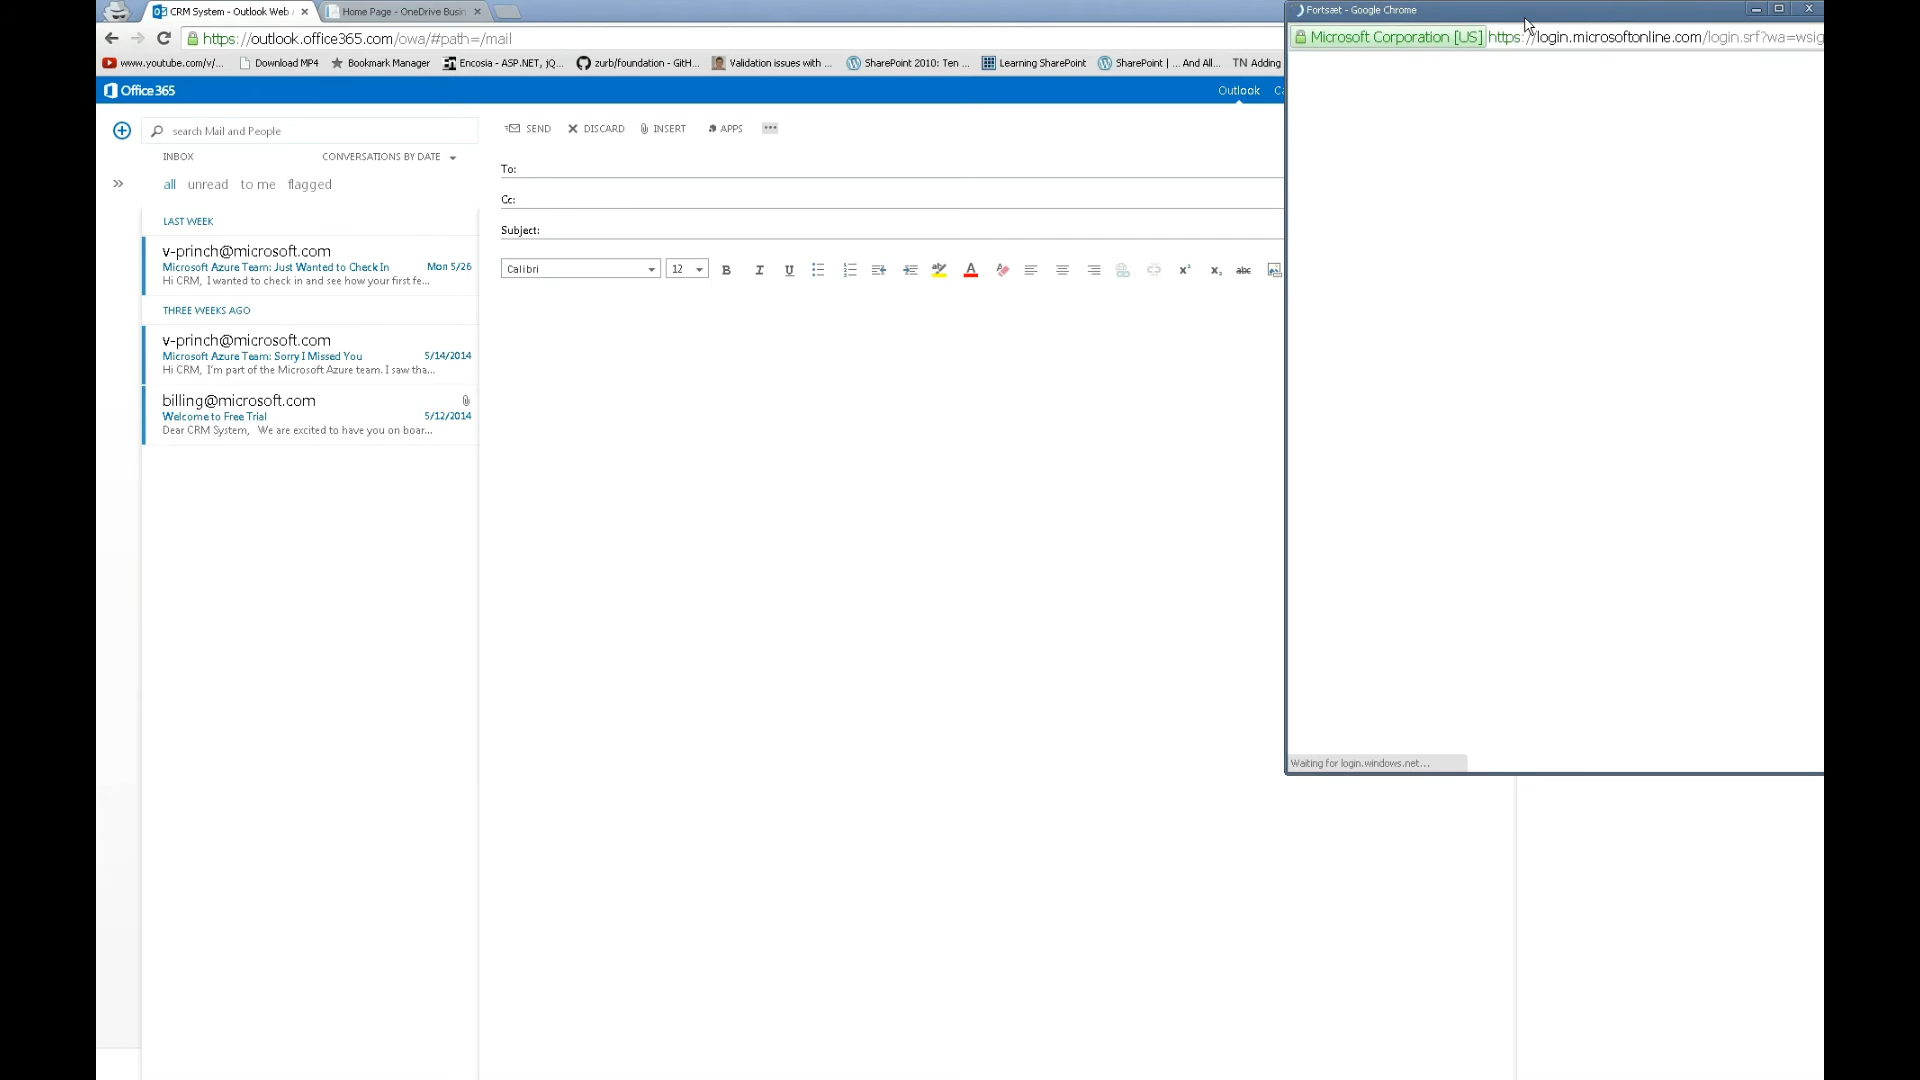 CRM System - Outlook Web
Home Page - OneDrive Busin
Fortsæt - Google Chrome
https://outlook.office365.com/owa/#path=/mail
Microsoft Corporation [US] https://login.microsoftonline.com/login.srf?wa=wsig
www.youtube.com/v/... Download MP4 Bookmark Manager Encosia - ASP.NET, jQ... zurb/foundation - GitH... Validation issues with ... SharePoint 2010: Ten ... Learning SharePoint SharePoint | ... And All... TN Adding
Office 365
Outlook
search Mail and People
SEND DISCARD INSERT APPS
INBOX CONVERSATIONS BY DATE
all unread to me flagged
To:
Cc:
Subject:
Calibri 12
LAST WEEK
v-princh@microsoft.com
Microsoft Azure Team: Just Wanted to Check In Mon 5/26
Hi CRM, I wanted to check in and see how your first fe...
THREE WEEKS AGO
v-princh@microsoft.com
Microsoft Azure Team: Sorry I Missed You 5/14/2014
Hi CRM, I'm part of the Microsoft Azure team. I saw tha...
billing@microsoft.com
Welcome to Free Trial 5/12/2014
Dear CRM System, We are excited to have you on boar...
Waiting for login.windows.net...